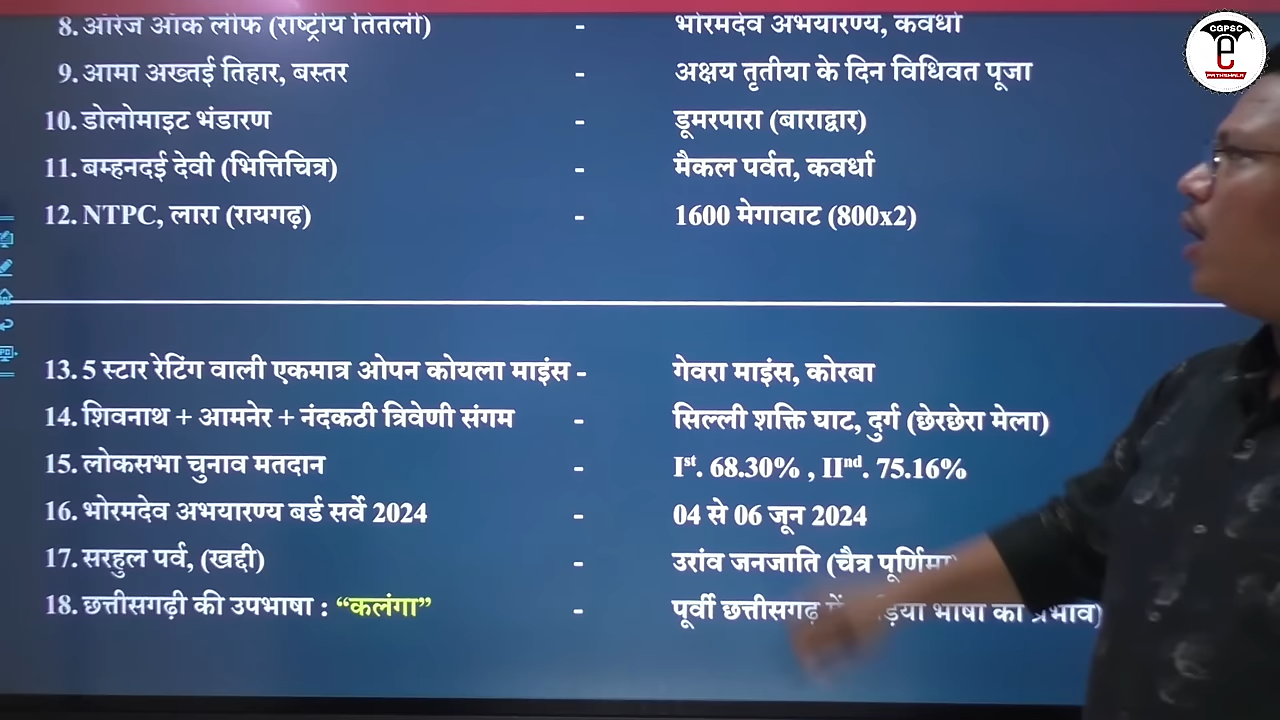 8. ऑरेंज ऑक लीफ (राष्ट्रीय तितली) - भोरमदेव अभयारण्य, कवर्धा
9. आमा अख्तई तिहार, बस्तर - अक्षय तृतीया के दिन विधिवत पूजा
10. डोलोमाइट भंडारण - डूमरपारा (बाराद्वार)
11. बम्हनदई देवी (भित्तिचित्र) - मैकल पर्वत, कवर्धा
12. NTPC, लारा (रायगढ़) - 1600 मेगावाट (800x2)
13. 5 स्टार रेटिंग वाली एकमात्र ओपन कोयला माइंस - गेवरा माइंस, कोरबा
14. शिवनाथ + आमनेर + नंदकठी त्रिवेणी संगम - सिल्ली शक्ति घाट, दुर्ग (छेरछेरा मेला)
15. लोकसभा चुनाव मतदान - Ist. 68.30% , IInd. 75.16%
16. भोरमदेव अभयारण्य बर्ड सर्वे 2024 - 04 से 06 जून 2024
17. सरहुल पर्व, (खद्दी) - उरांव जनजाति (चैत्र पूर्णिमा
18. छत्तीसगढ़ी की उपभाषा : “कलंगा” - पूर्वी छत्तीसगढ़ भाषा का प्रभाव)
CGPSC
e
PATHSHALA